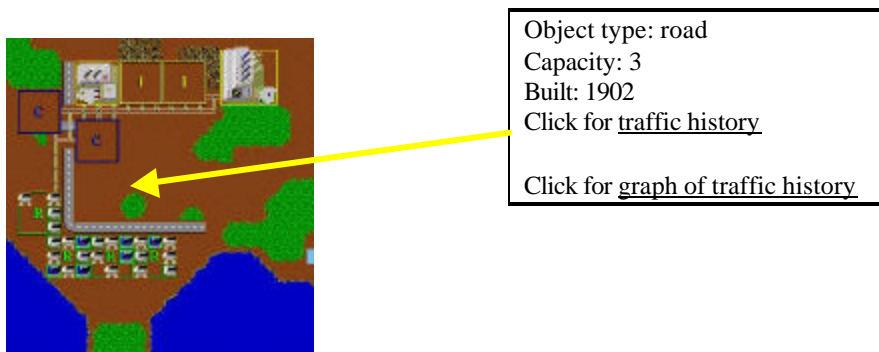 Object type: road
Capacity: 3
Built: 1902
Click for traffic history
Click for graph of traffic history
I I
C
C
R
R R R